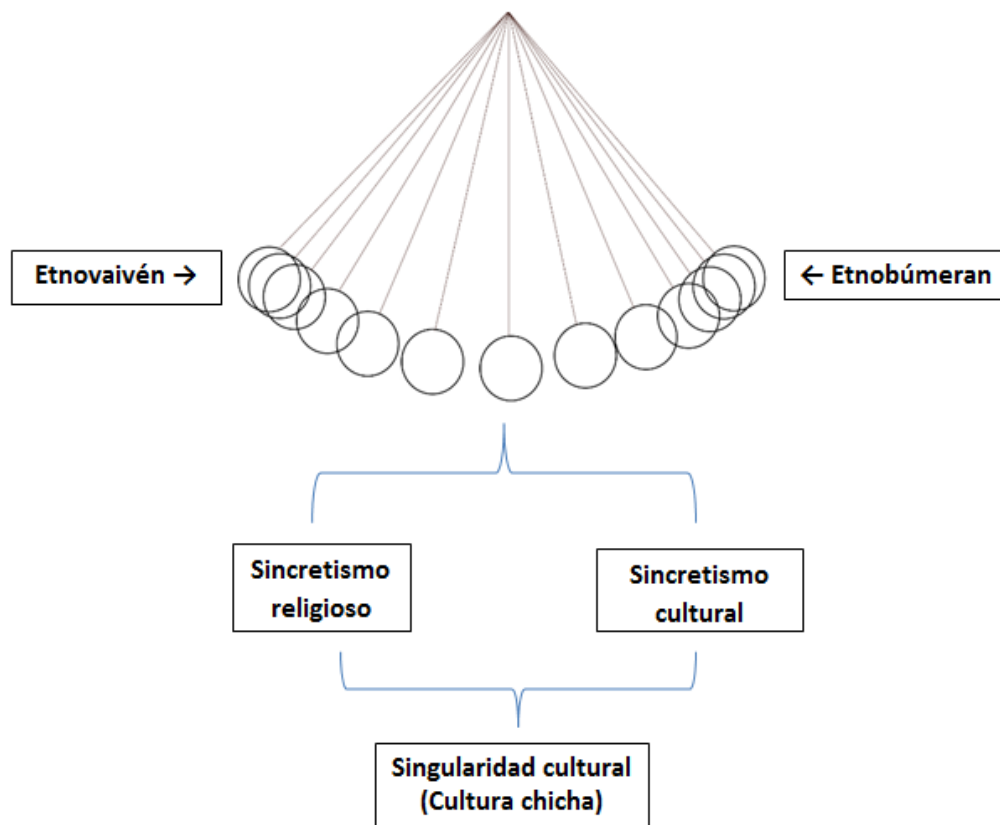 Etnovaivén →
← Etnobúmeran
Sincretismo
religioso
Sincretismo
cultural
Singularidad cultural
(Cultura chicha)